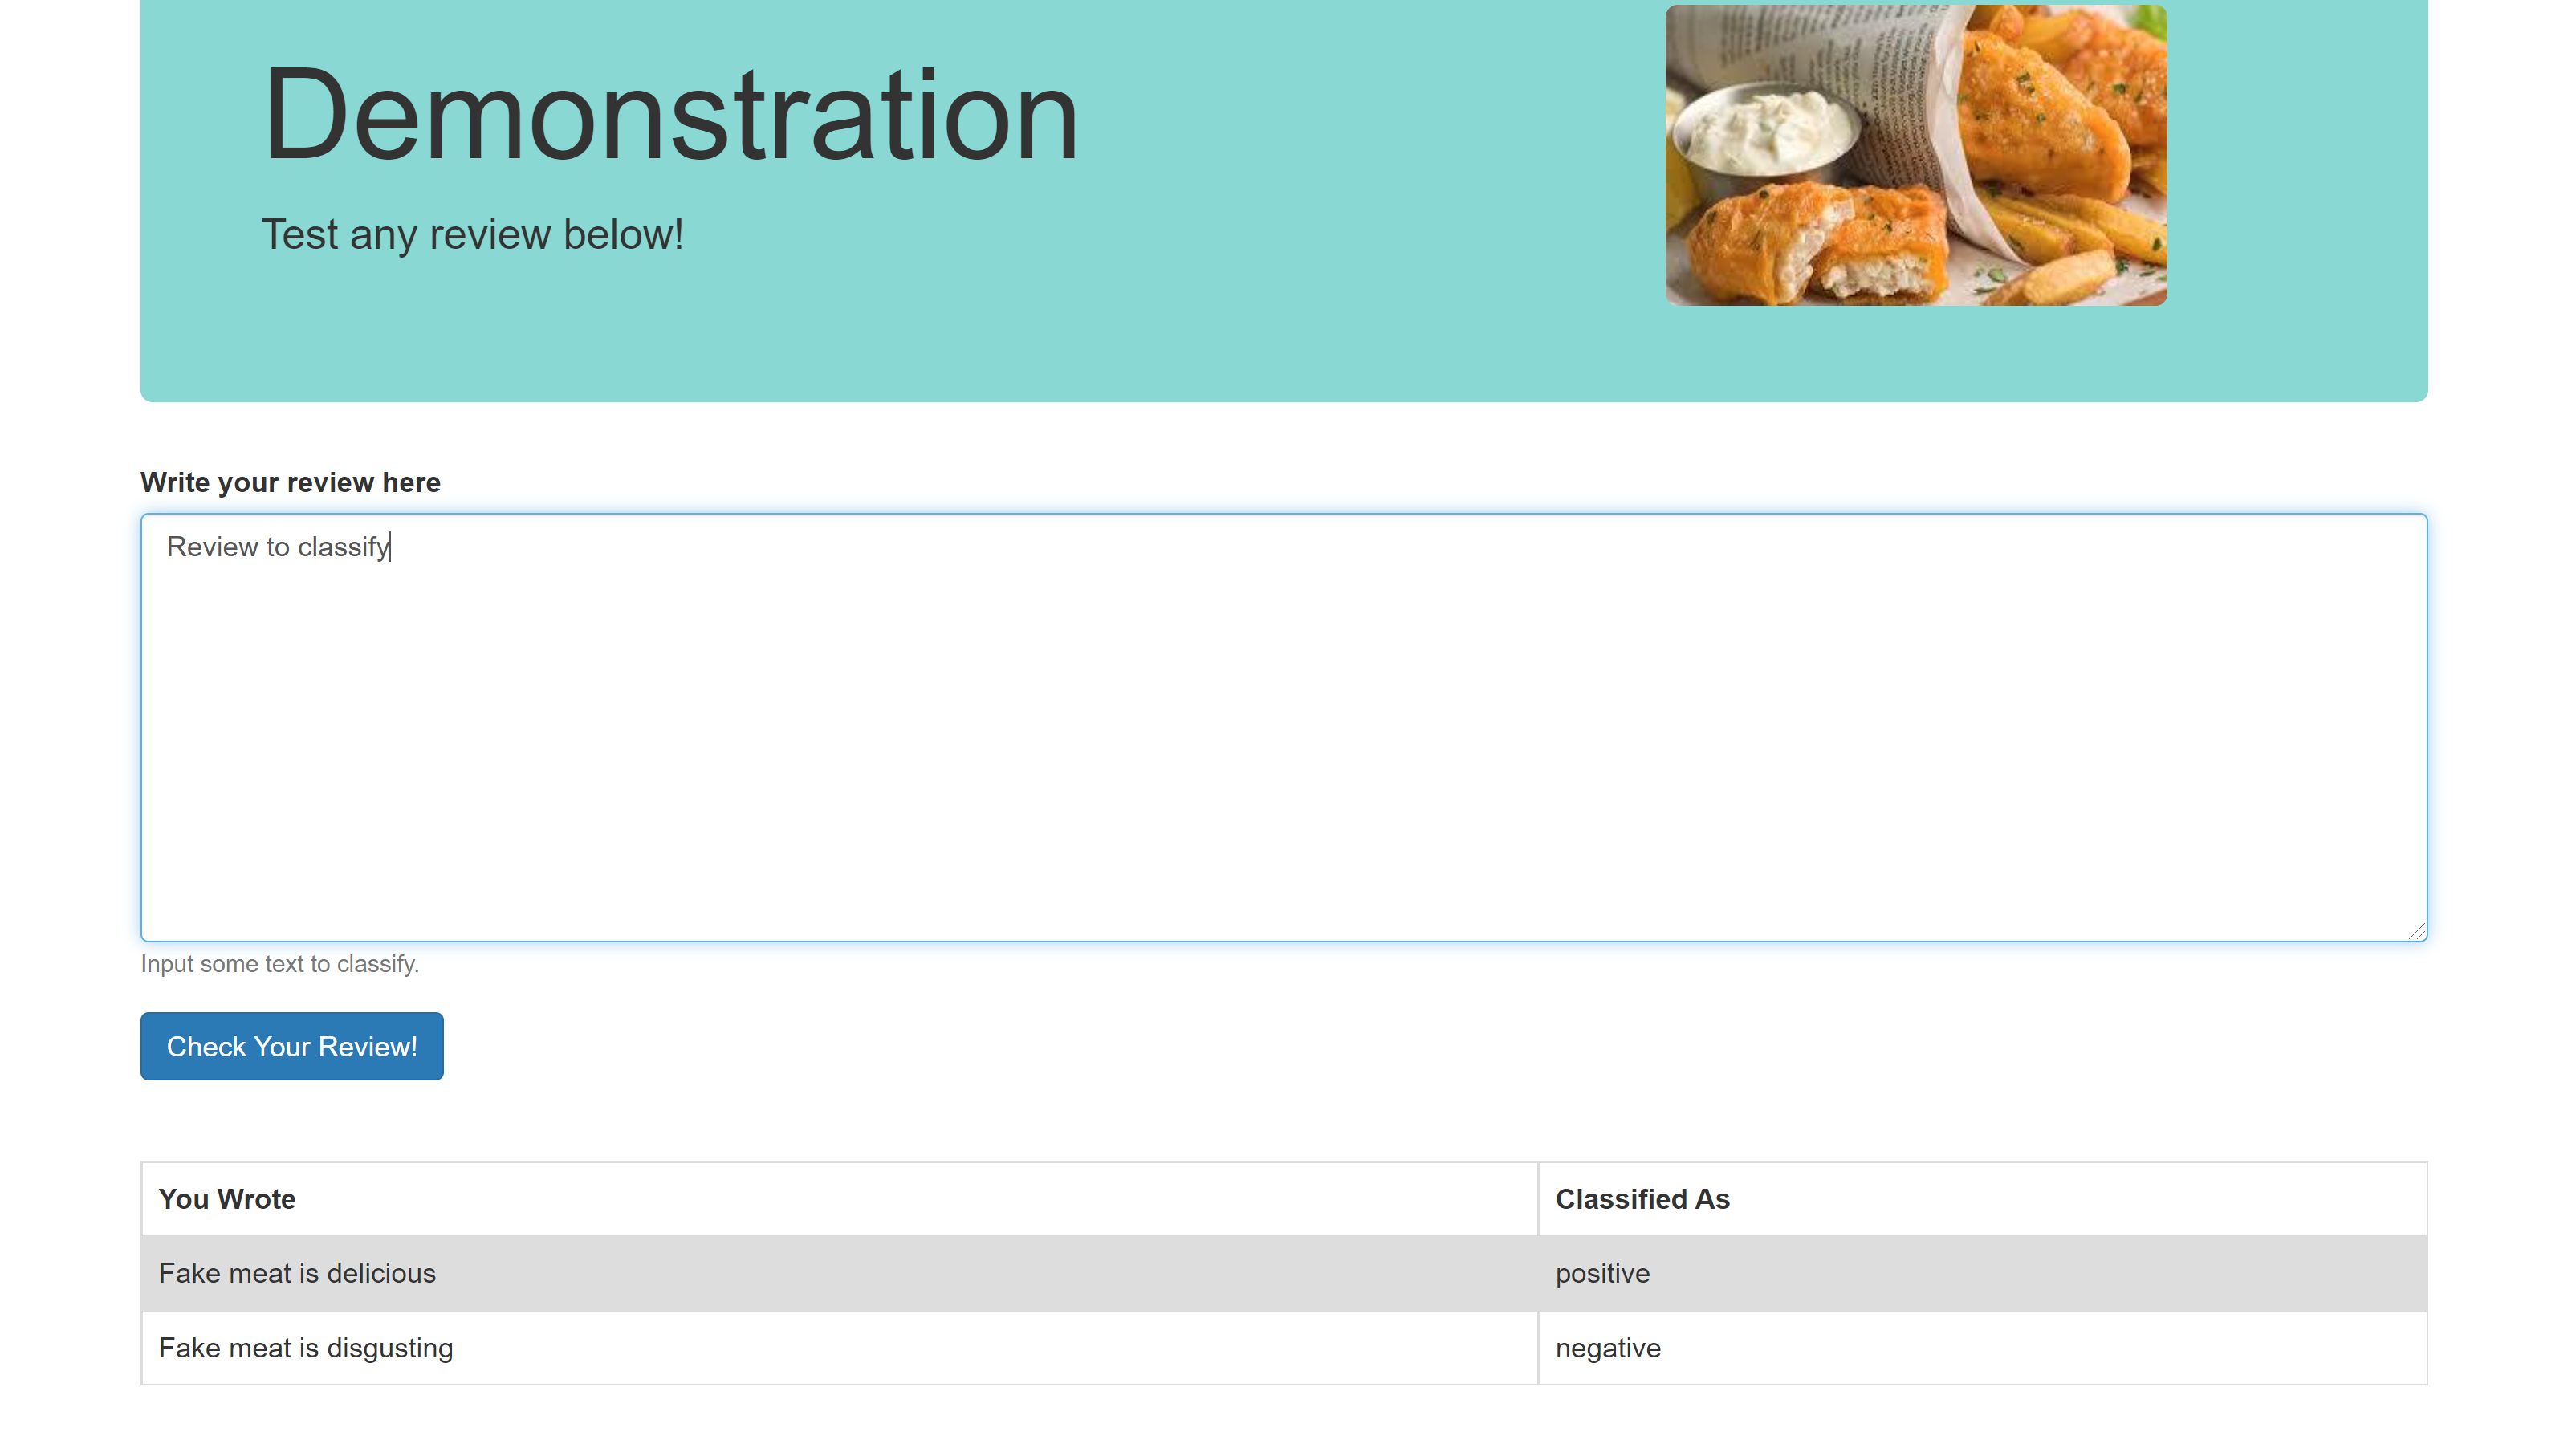 Demonstration
Test any review below!
Write your review here
Review to classify
Input some text to classify.
Check Your Review!
You Wrote Classified As
Fake meat is delicious positive
Fake meat is disgusting negative